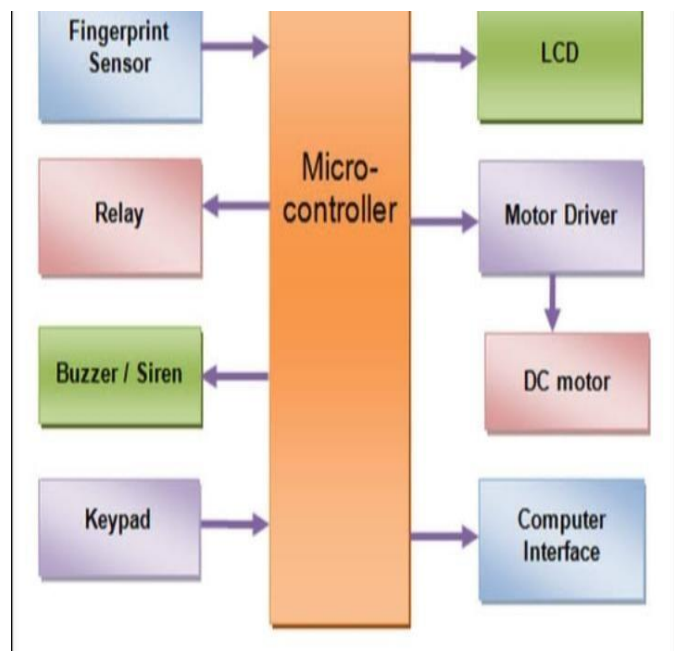 Fingerprint
Sensor
LCD
Micro-
controller
Relay
Motor Driver
Buzzer / Siren
DC motor
Keypad
Computer
Interface